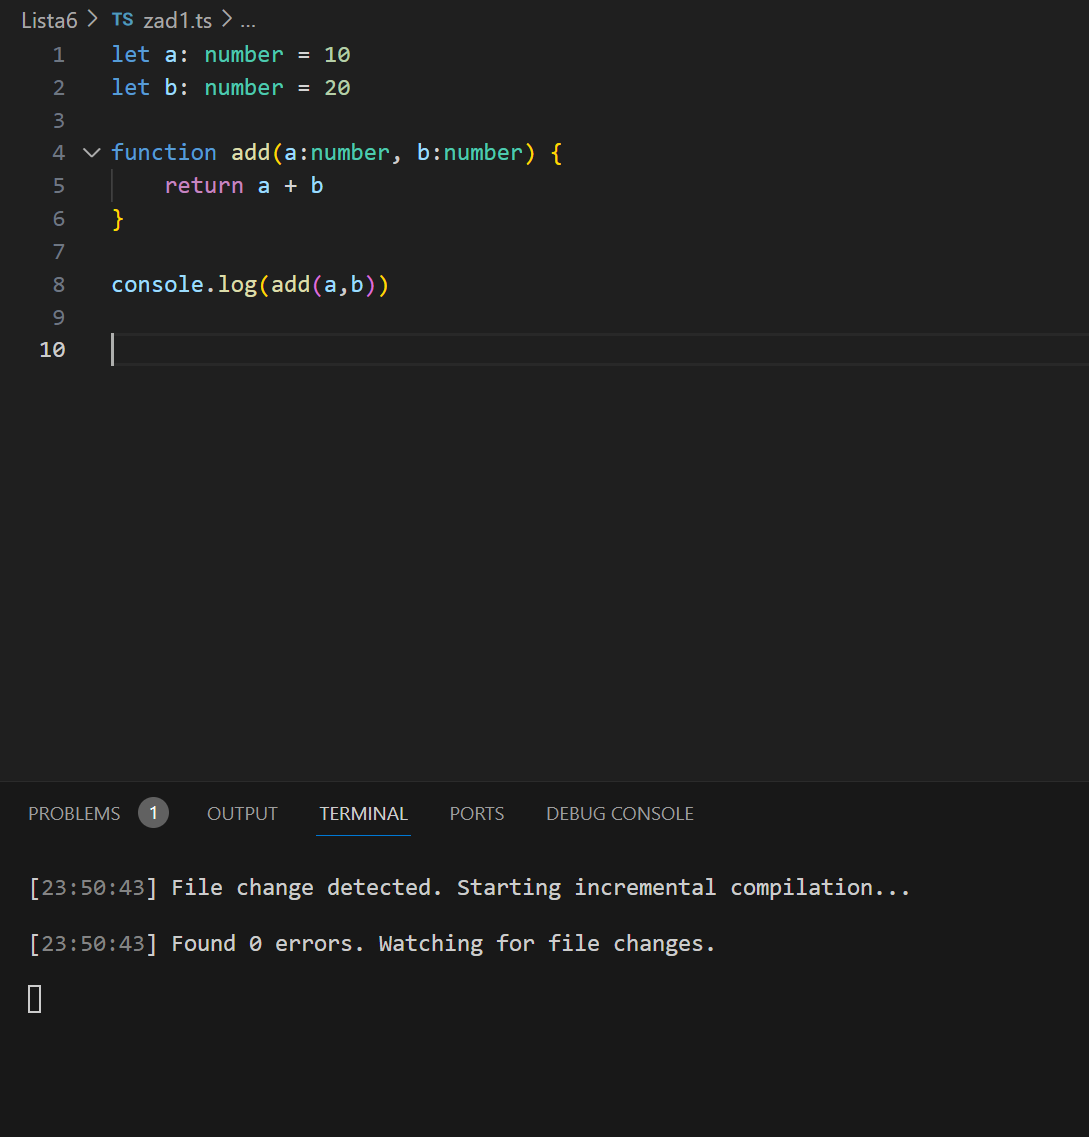 Lista6 > TS zad1.ts > ...
1 let a: number = 10
2 let b: number = 20
3
4 function add(a:number, b:number) {
5     return a + b
6 }
7
8 console.log(add(a,b))
9
10
PROBLEMS 1 OUTPUT TERMINAL PORTS DEBUG CONSOLE
[23:50:43] File change detected. Starting incremental compilation...
[23:50:43] Found 0 errors. Watching for file changes.